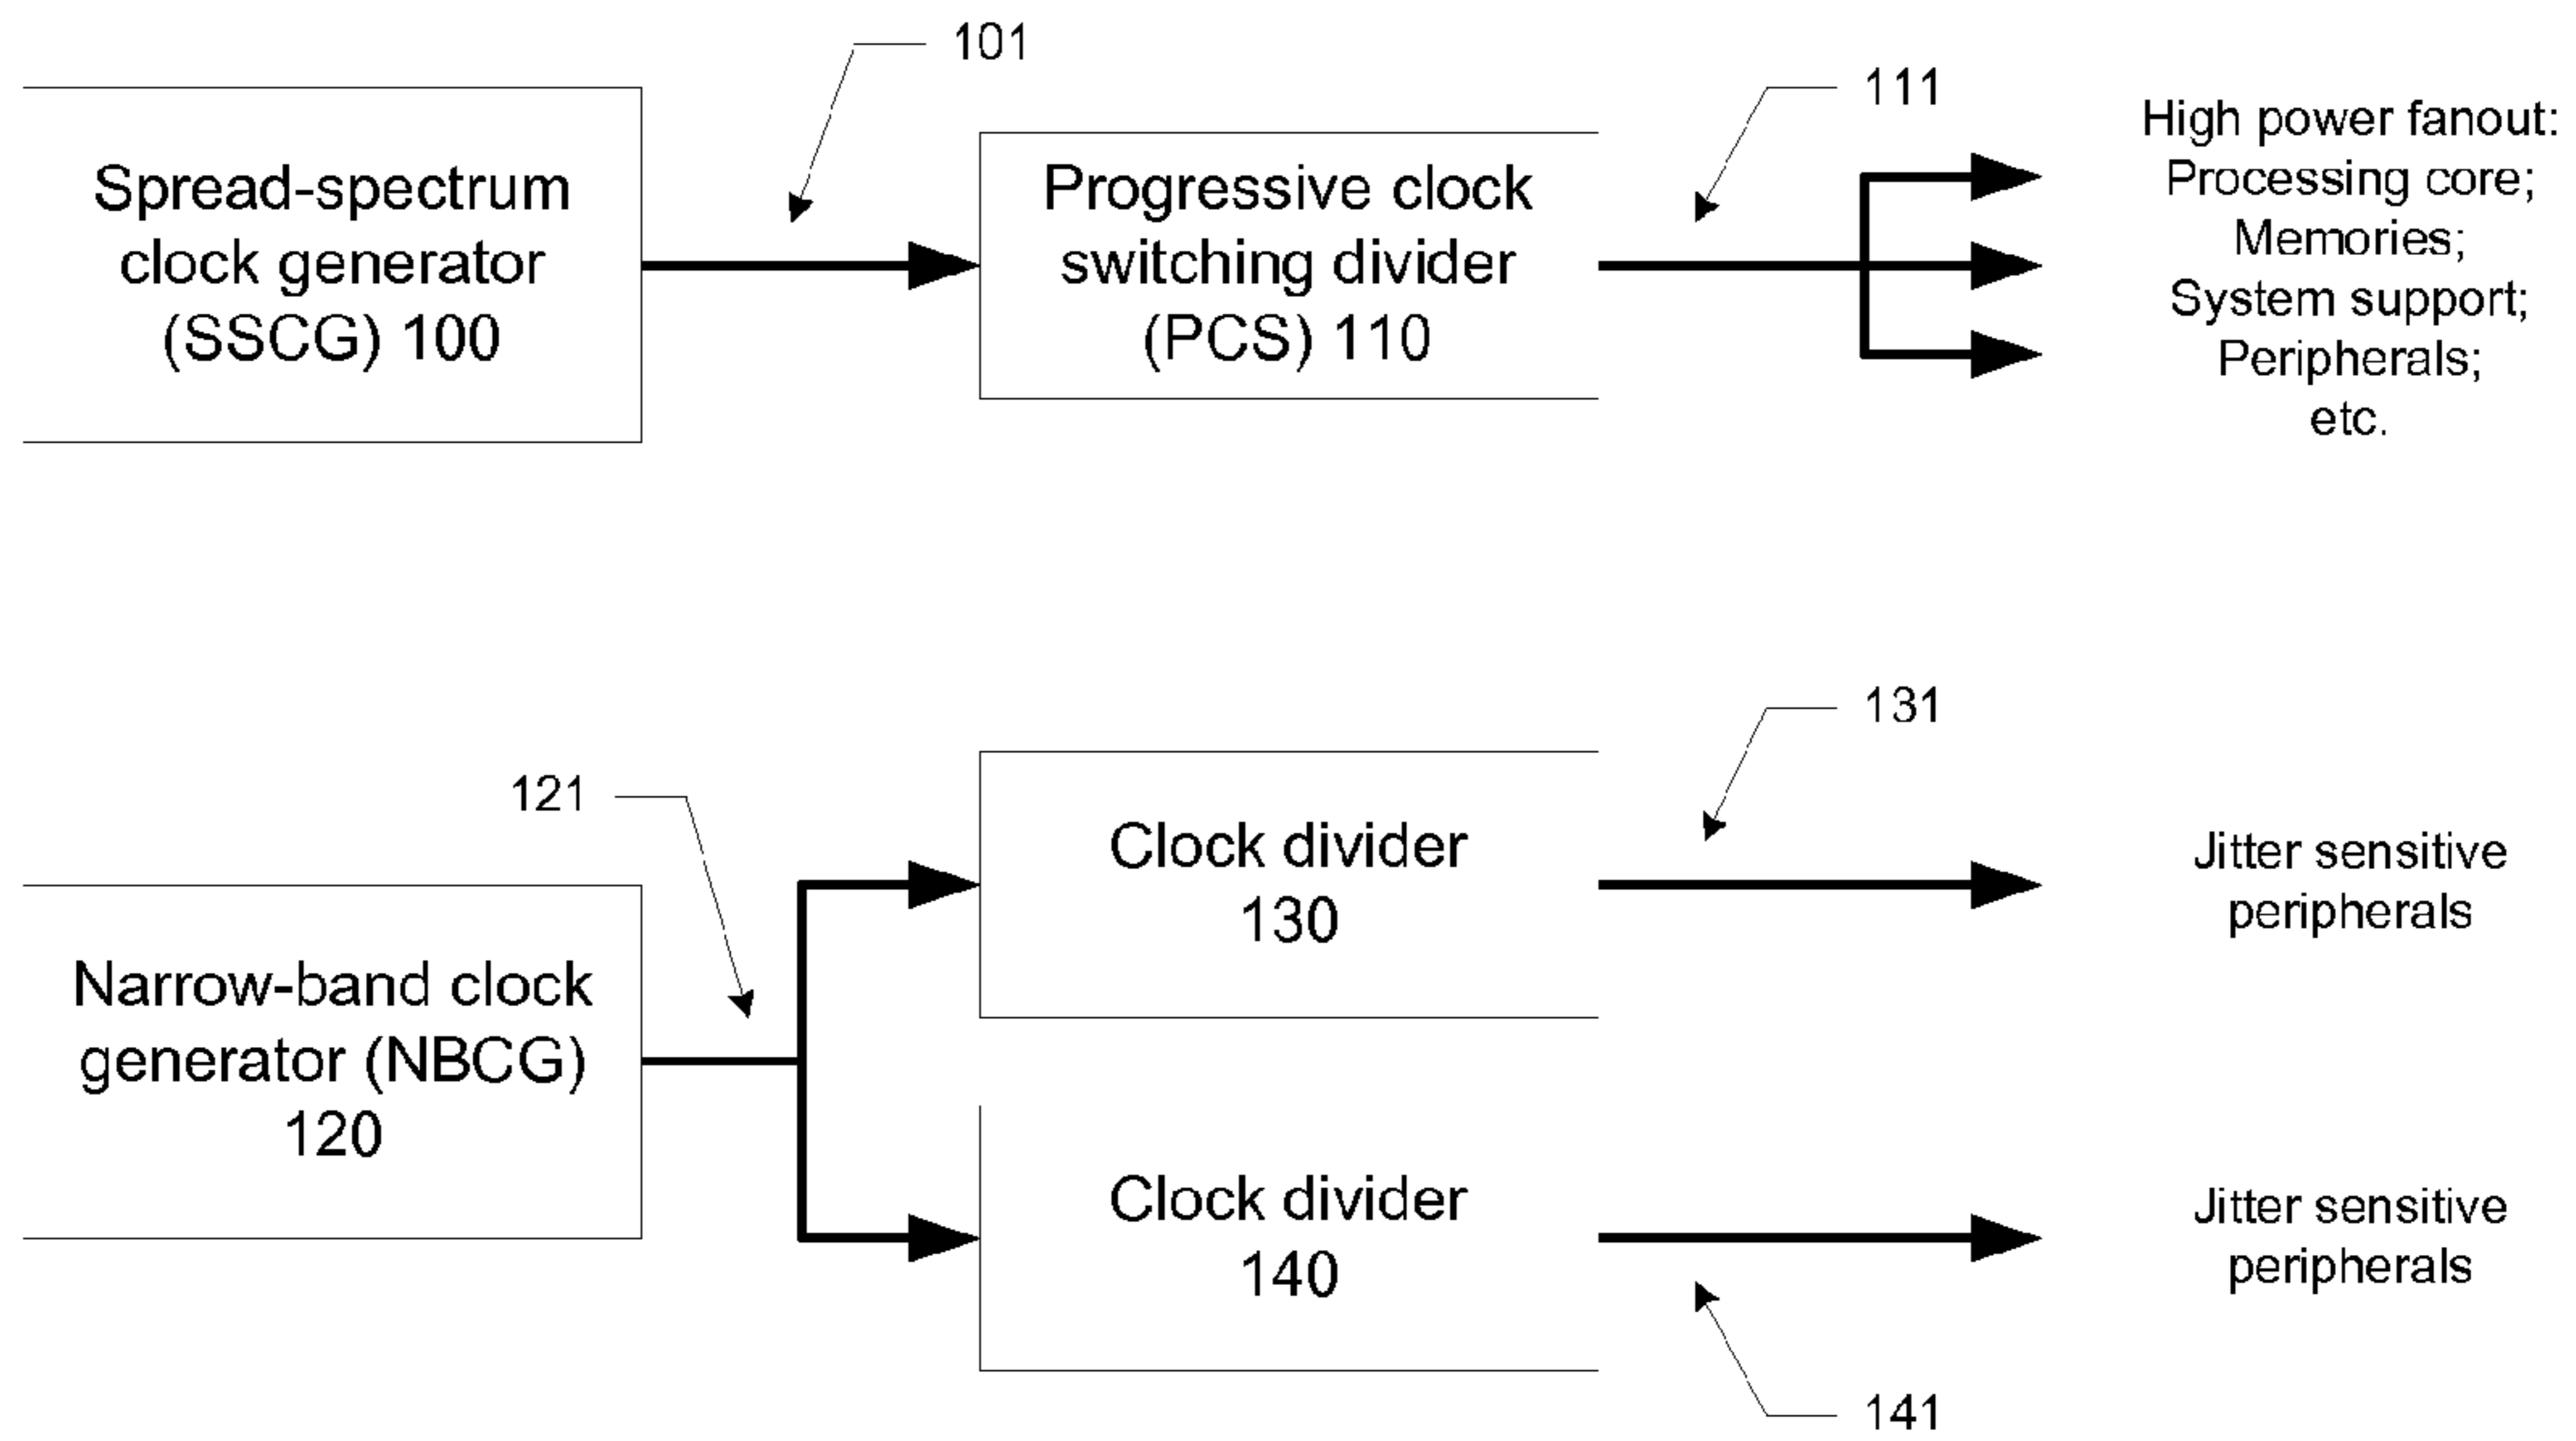 101
111
Spread-spectrum
clock generator
(SSCG) 100
Progressive clock
switching divider
(PCS) 110
High power fanout:
Processing core;
Memories;
System support;
Peripherals;
etc.
121
131
Narrow-band clock
generator (NBCG)
120
Clock divider
130
Jitter sensitive
peripherals
Clock divider
140
Jitter sensitive
peripherals
141